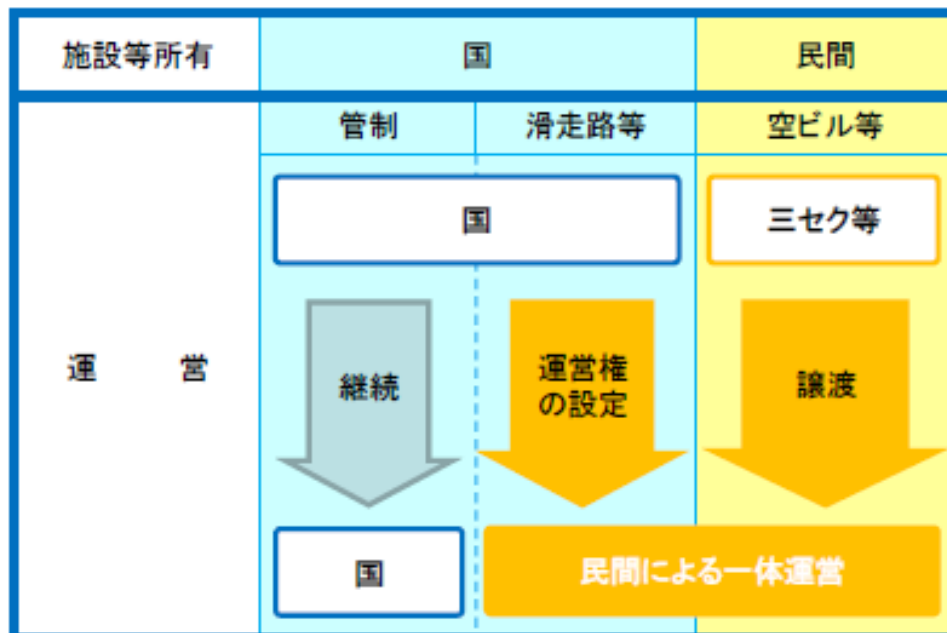 施設等所有
国
民間
管制
滑走路等
空ビル等
国
三セク等
運　　営
継続
運営権
の設定
譲渡
国
民間による一体運営